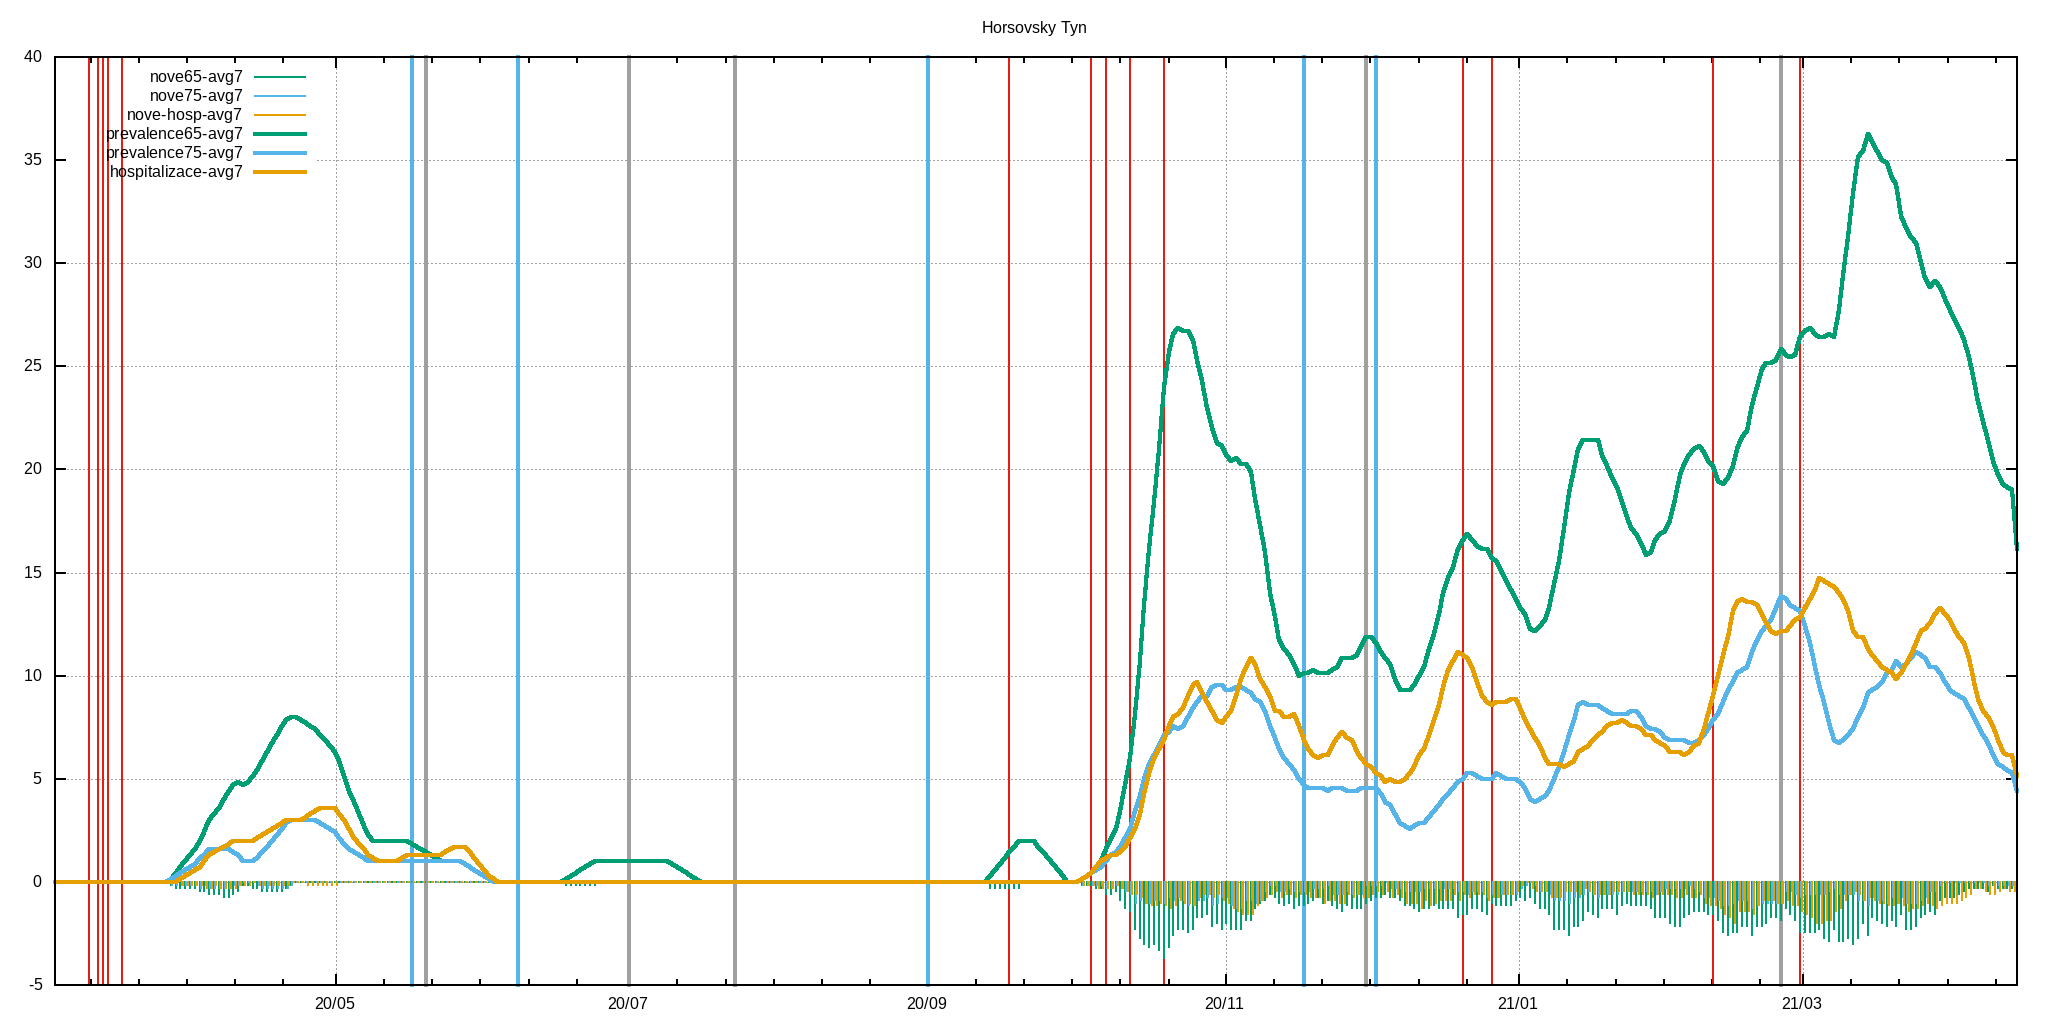 Horsovsky Tyn
40
35
30
25
20
15
10
5
0
-5
nove65-avg7
nove75-avg7
nove-hosp-avg7
prevalence65-avg7
prevalence75-avg7
hospitalizace-avg7
20/05
20/07
20/09
20/11
21/01
21/03